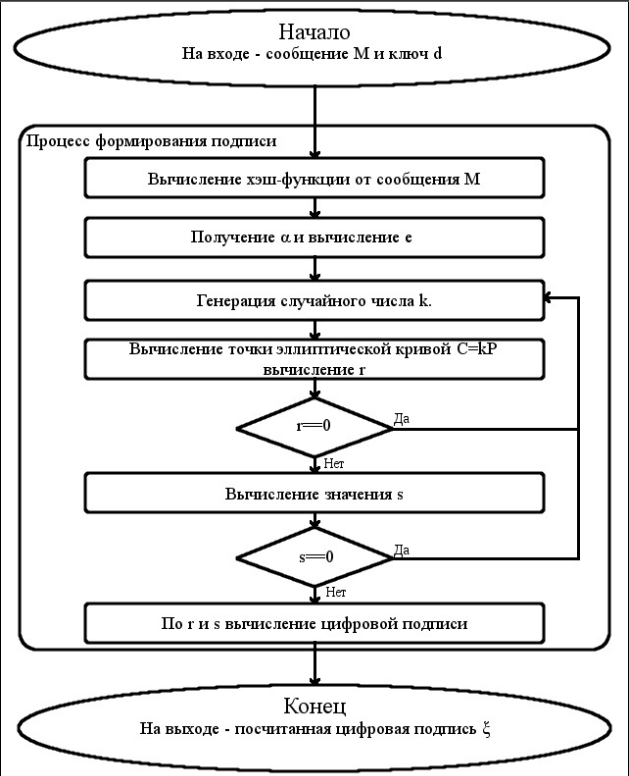 Начало
На входе - сообщение М и ключ d
Процесс формирования подписи
Вычисление хэш-функции от сообщения М
Получение α и вычисление e
Генерация случайного числа k.
Вычисление точки эллиптической кривой C=kP
вычисление r
r==0
Да
Нет
Вычисление значения s
s==0
Да
Нет
По r и s вычисление цифровой подписи
Конец
На выходе - посчитанная цифровая подпись ξ